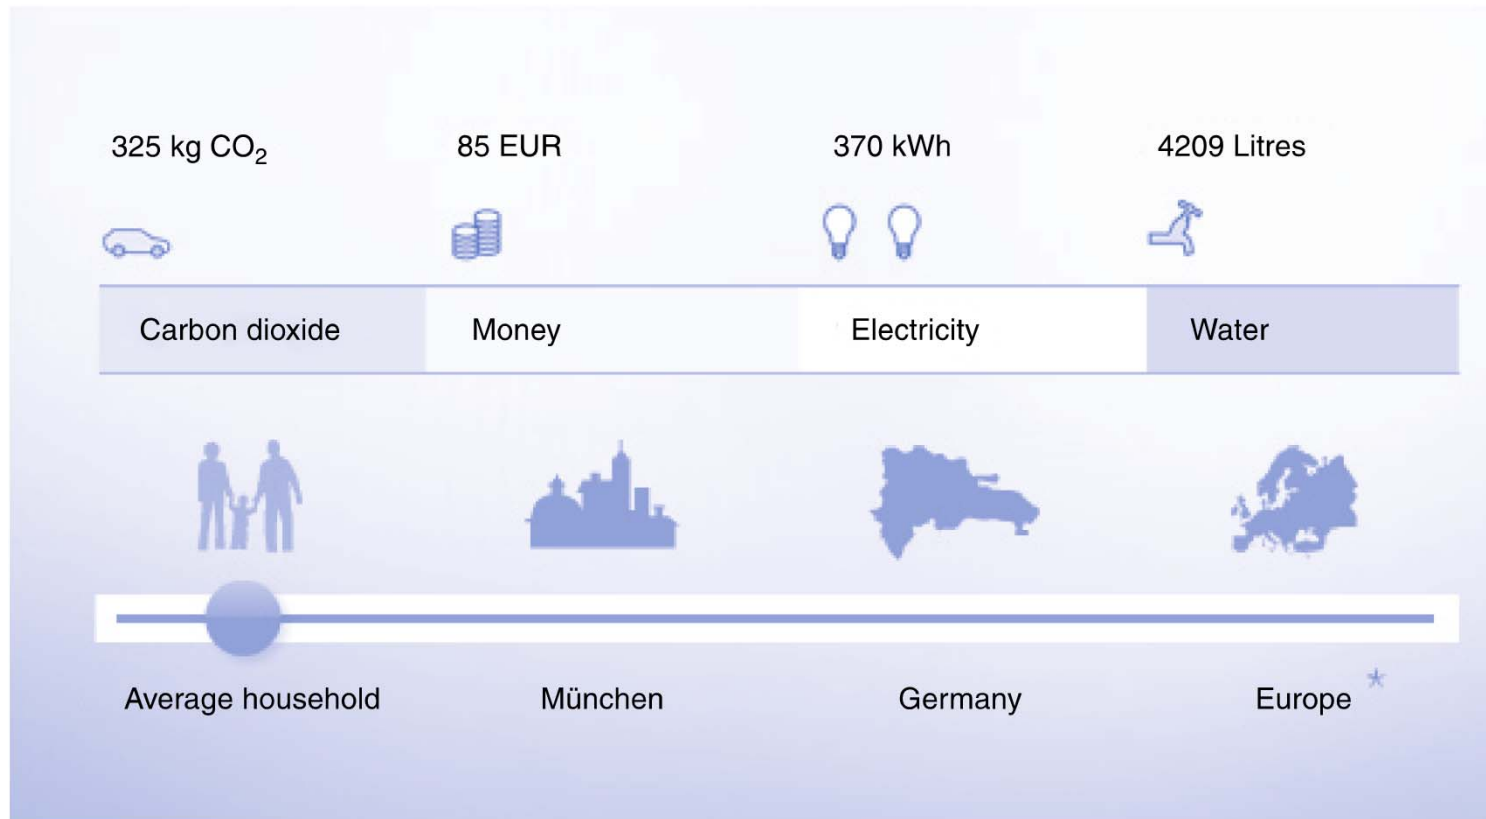 325 kg CO₂ 85 EUR 370 kWh 4209 Litres
Carbon dioxide Money Electricity Water
Average household München Germany Europe *